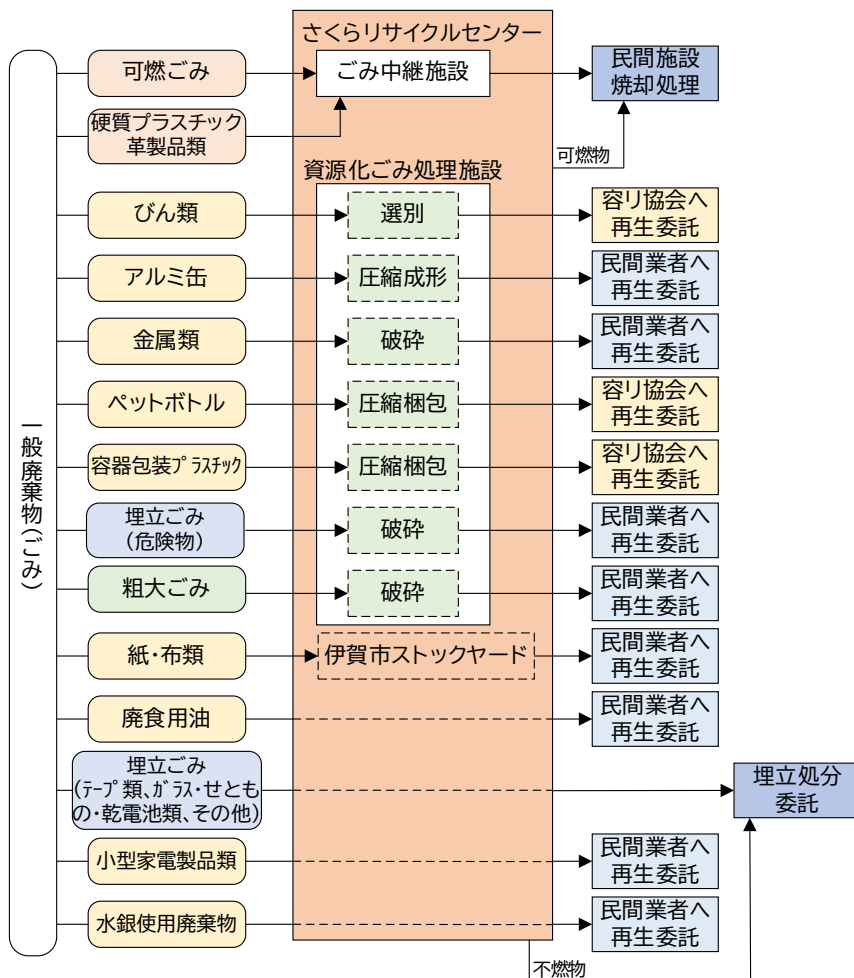 さくらリサイクルセンター
可燃ごみ
ごみ中継施設
民間施設
焼却処理
硬質プラスチック
革製品類
可燃物
資源化ごみ処理施設
びん類
選別
容リ協会へ
再生委託
アルミ缶
圧縮成形
民間業者へ
再生委託
金属類
破砕
民間業者へ
再生委託
ペットボトル
圧縮梱包
容リ協会へ
再生委託
一般廃棄物(ごみ)
容器包装プラスチック
圧縮梱包
容リ協会へ
再生委託
埋立ごみ
(危険物)
破砕
民間業者へ
再生委託
粗大ごみ
破砕
民間業者へ
再生委託
紙・布類
伊賀市ストックヤード
民間業者へ
再生委託
廃食用油
民間業者へ
再生委託
埋立ごみ
(テープ類、ガラス・せとも
の・乾電池類、その他)
埋立処分
委託
小型家電製品類
民間業者へ
再生委託
水銀使用廃棄物
民間業者へ
再生委託
不燃物